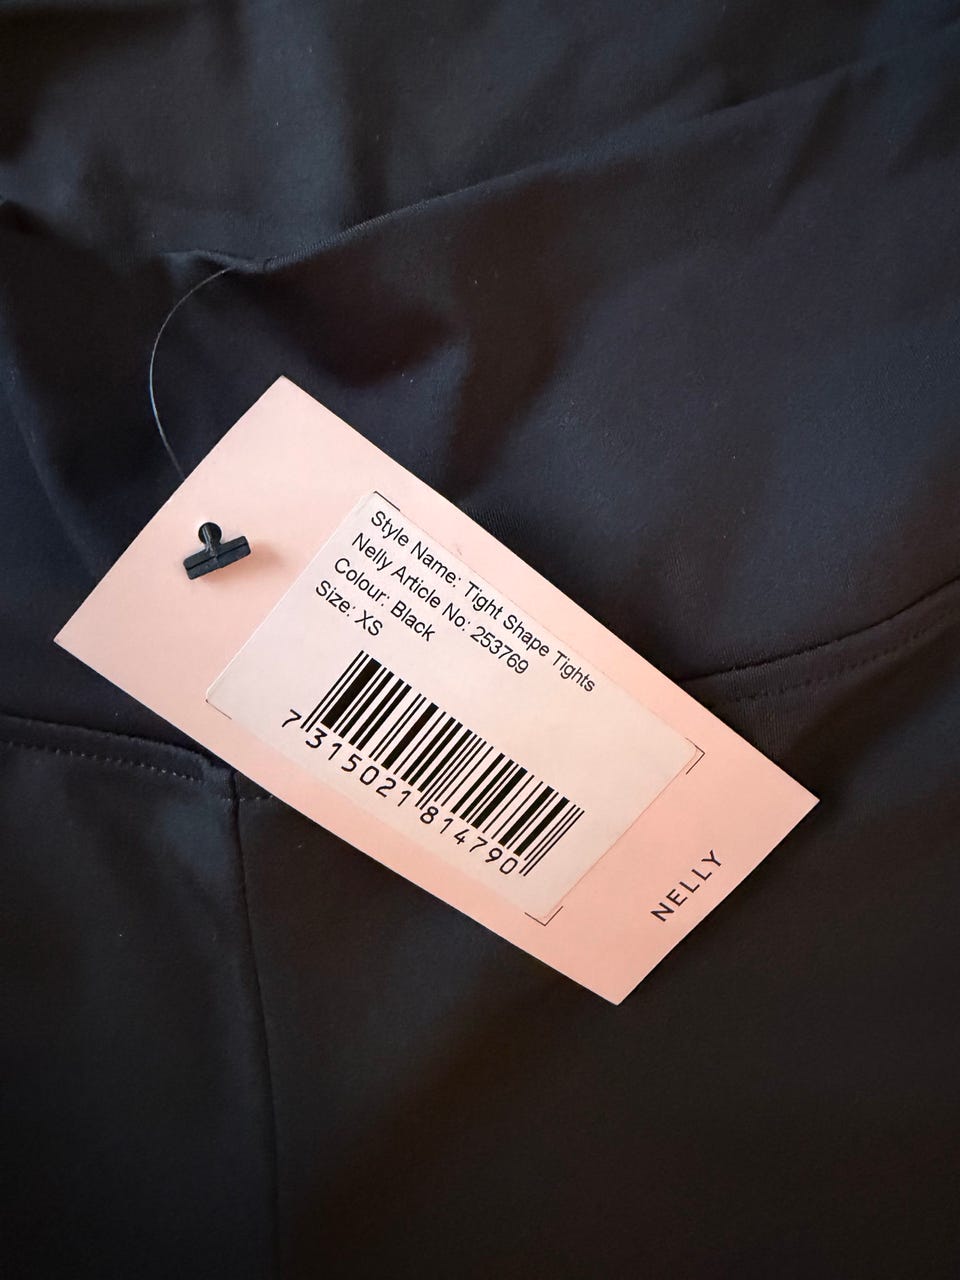 Style Name: Tight Shape Tights
Nelly Article No: 253769
Colour: Black
Size: XS
7 315021 814790
NELLY